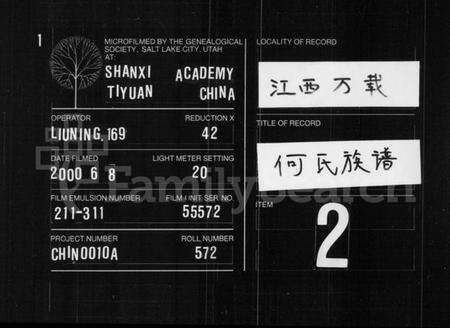 1
MICROFILMED BY THE GENEALOGICAL
SOCIETY, SALT LAKE CITY, UTAH
AT:
SHANXI ACADEMY
TIYUAN CHINA
OPERATOR REDUCTION X
LIUNING,169 42
DATE FILMED LIGHT METER SETTING
2000 6 8 20
FILM EMULSION NUMBER FILM UNIT SER. NO.
211-311 55572
PROJECT NUMBER ROLL NUMBER
CHIN0010A 572
LOCALITY OF RECORD
江西万载
TITLE OF RECORD
何氏族谱
ITEM
2
FamilySearch